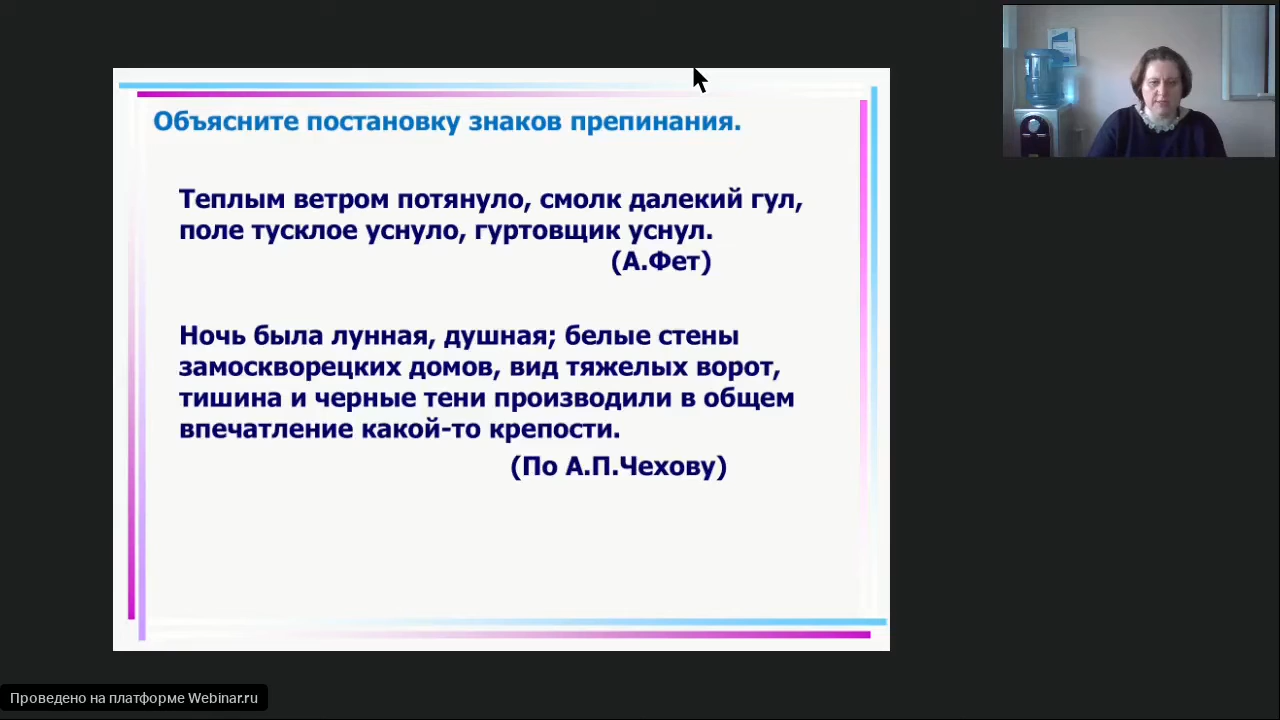 Объясните постановку знаков препинания.
Теплым ветром потянуло, смолк далекий гул,
поле тусклое уснуло, гуртовщик уснул.
(А.Фет)
Ночь была лунная, душная; белые стены
замоскворецких домов, вид тяжелых ворот,
тишина и черные тени производили в общем
впечатление какой-то крепости.
(По А.П.Чехову)
Проведено на платформе Webinar.ru